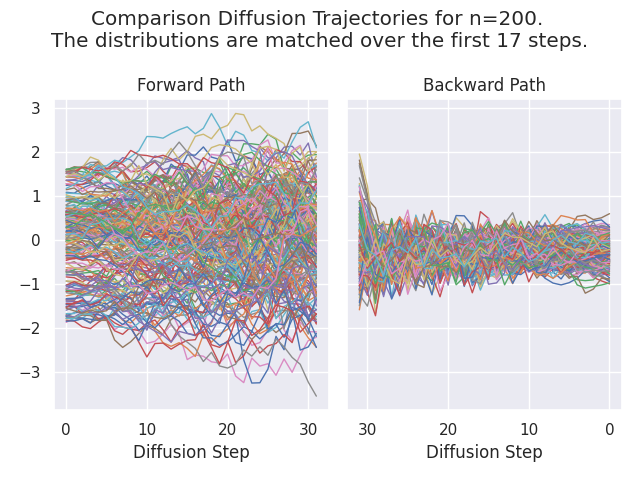 Comparison Diffusion Trajectories for n=200.
The distributions are matched over the first 17 steps.
Forward Path
Backward Path
3
2
1
0
−1
−2
−3
0 10 20 30
30 20 10 0
Diffusion Step
Diffusion Step